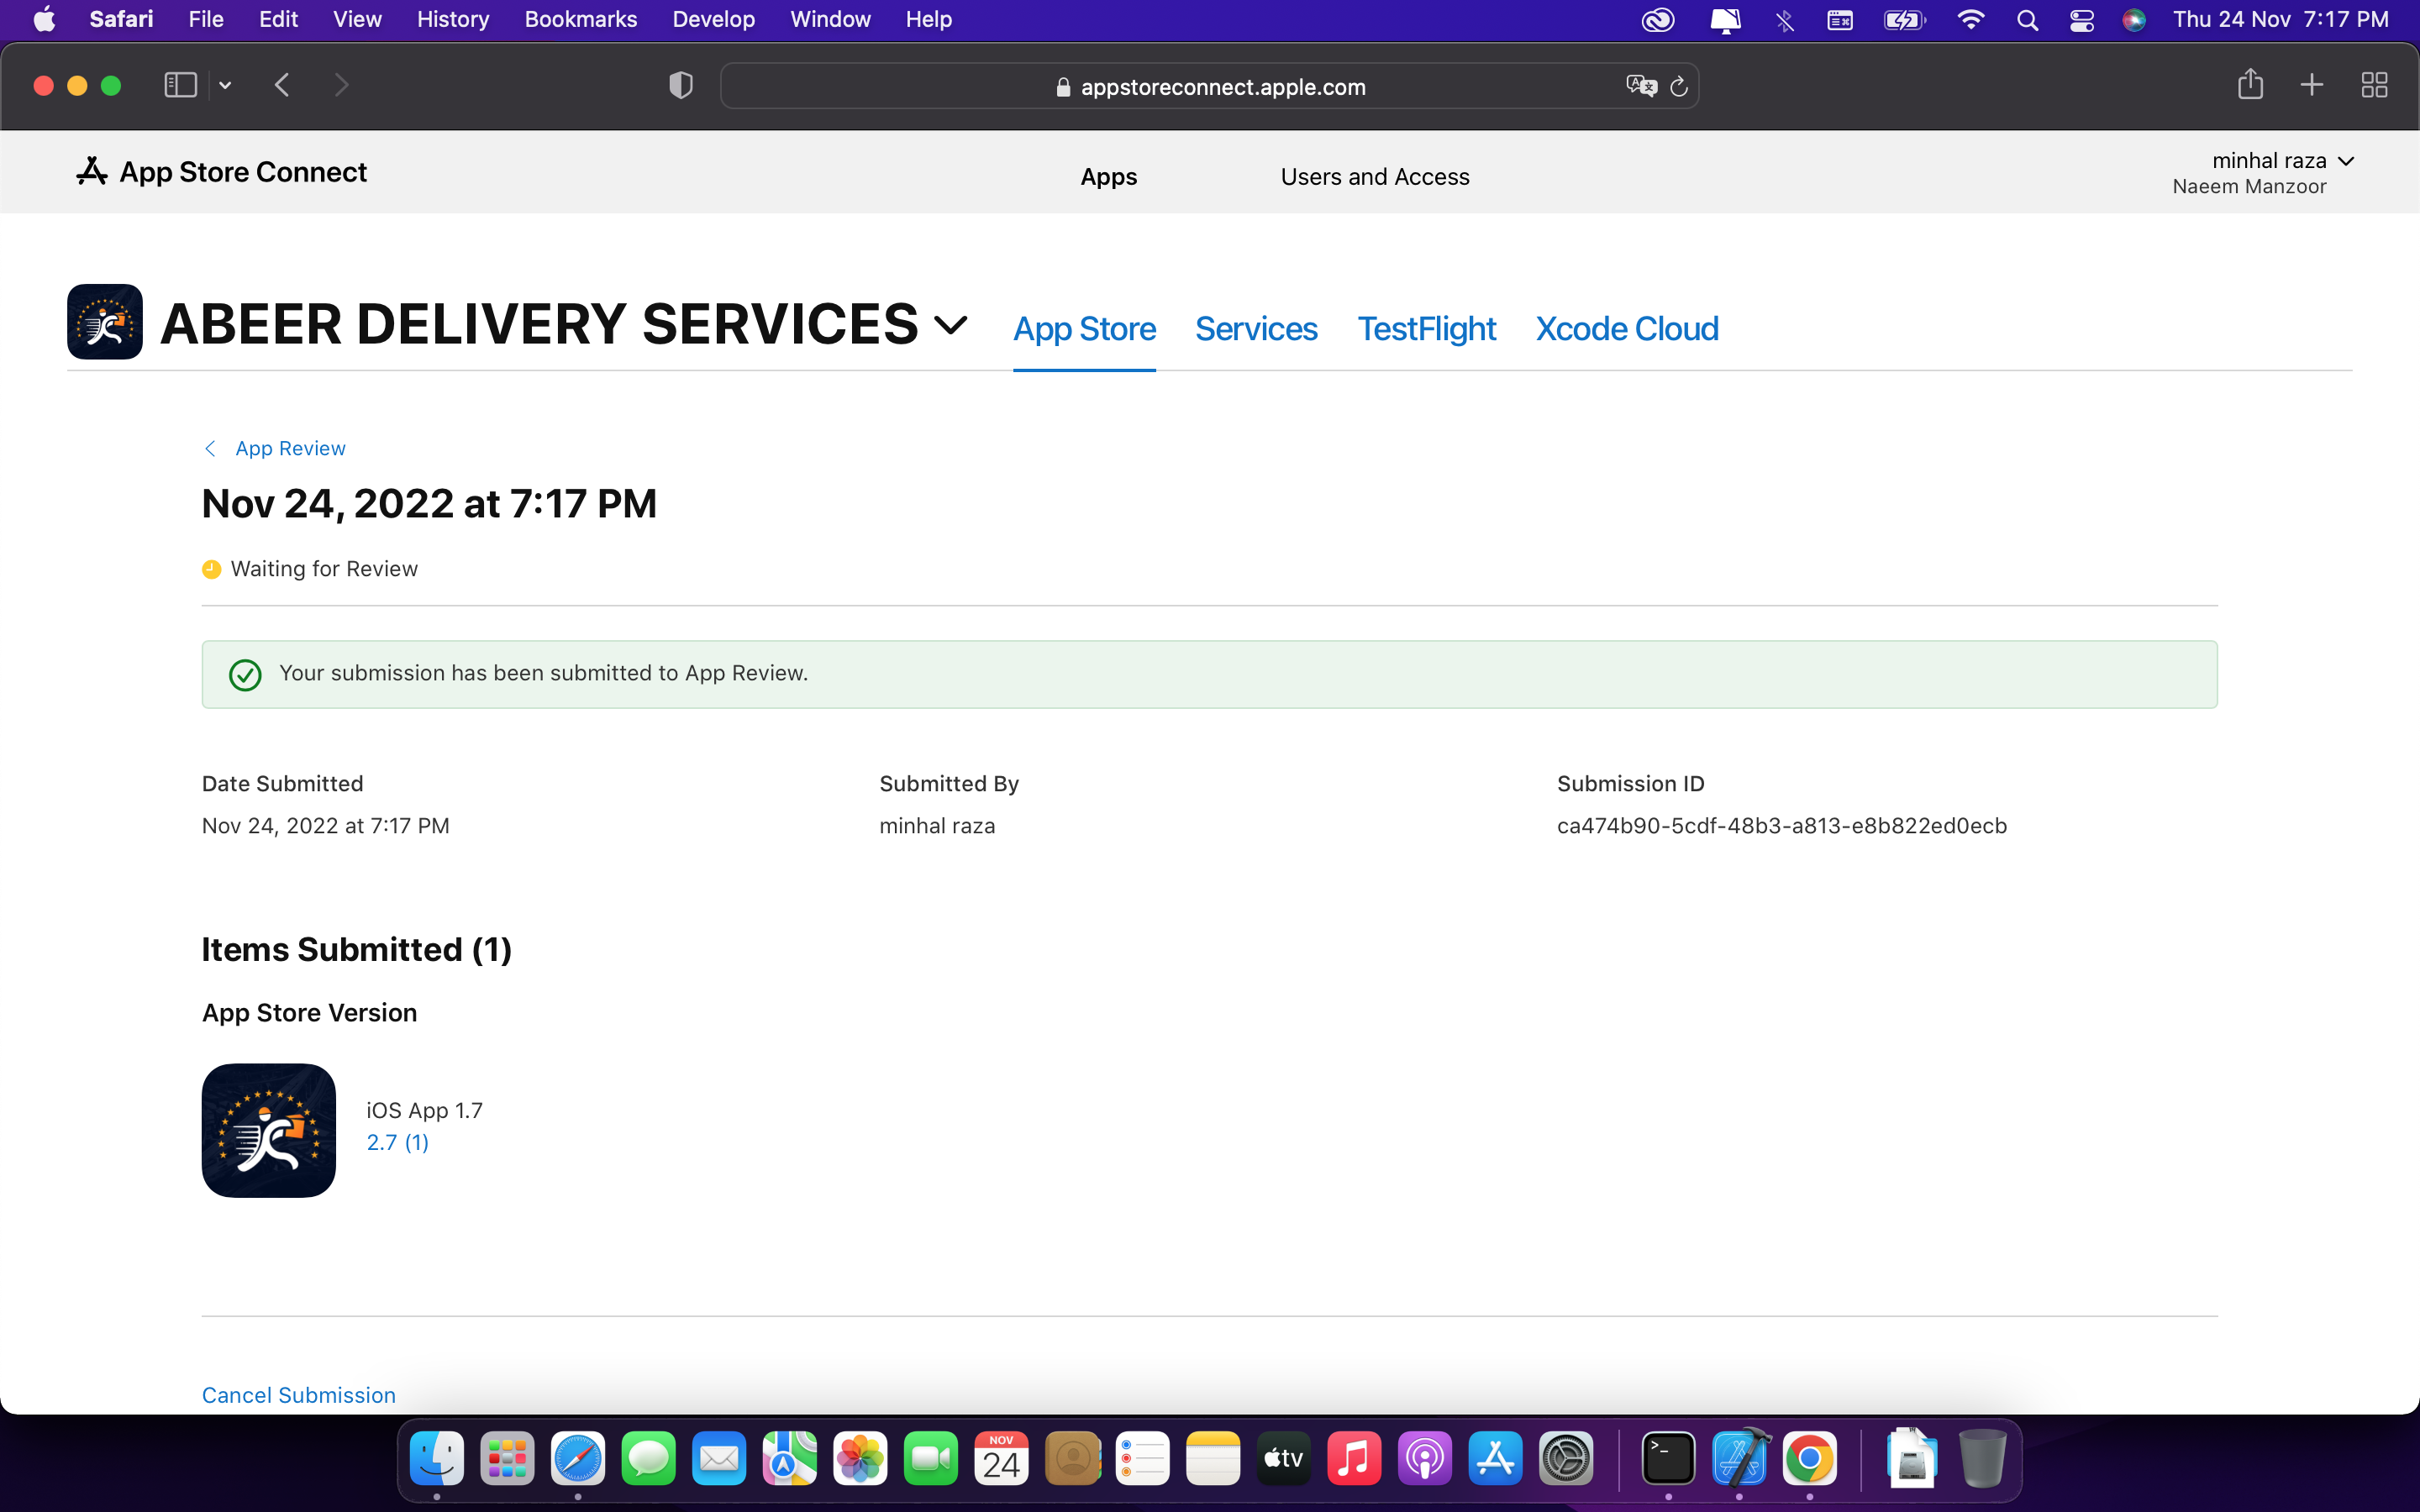 Safari File Edit View History Bookmarks Develop Window Help Thu 24 Nov 7:17 PM
appstoreconnect.apple.com
App Store Connect Apps Users and Access minhal raza
Naeem Manzoor
ABEER DELIVERY SERVICES App Store Services TestFlight Xcode Cloud
App Review
Nov 24, 2022 at 7:17 PM
Waiting for Review
Your submission has been submitted to App Review.
Date Submitted Submitted By Submission ID
Nov 24, 2022 at 7:17 PM minhal raza ca474b90-5cdf-48b3-a813-e8b822ed0ecb
Items Submitted (1)
App Store Version
iOS App 1.7
2.7 (1)
Cancel Submission
NOV
24
tv